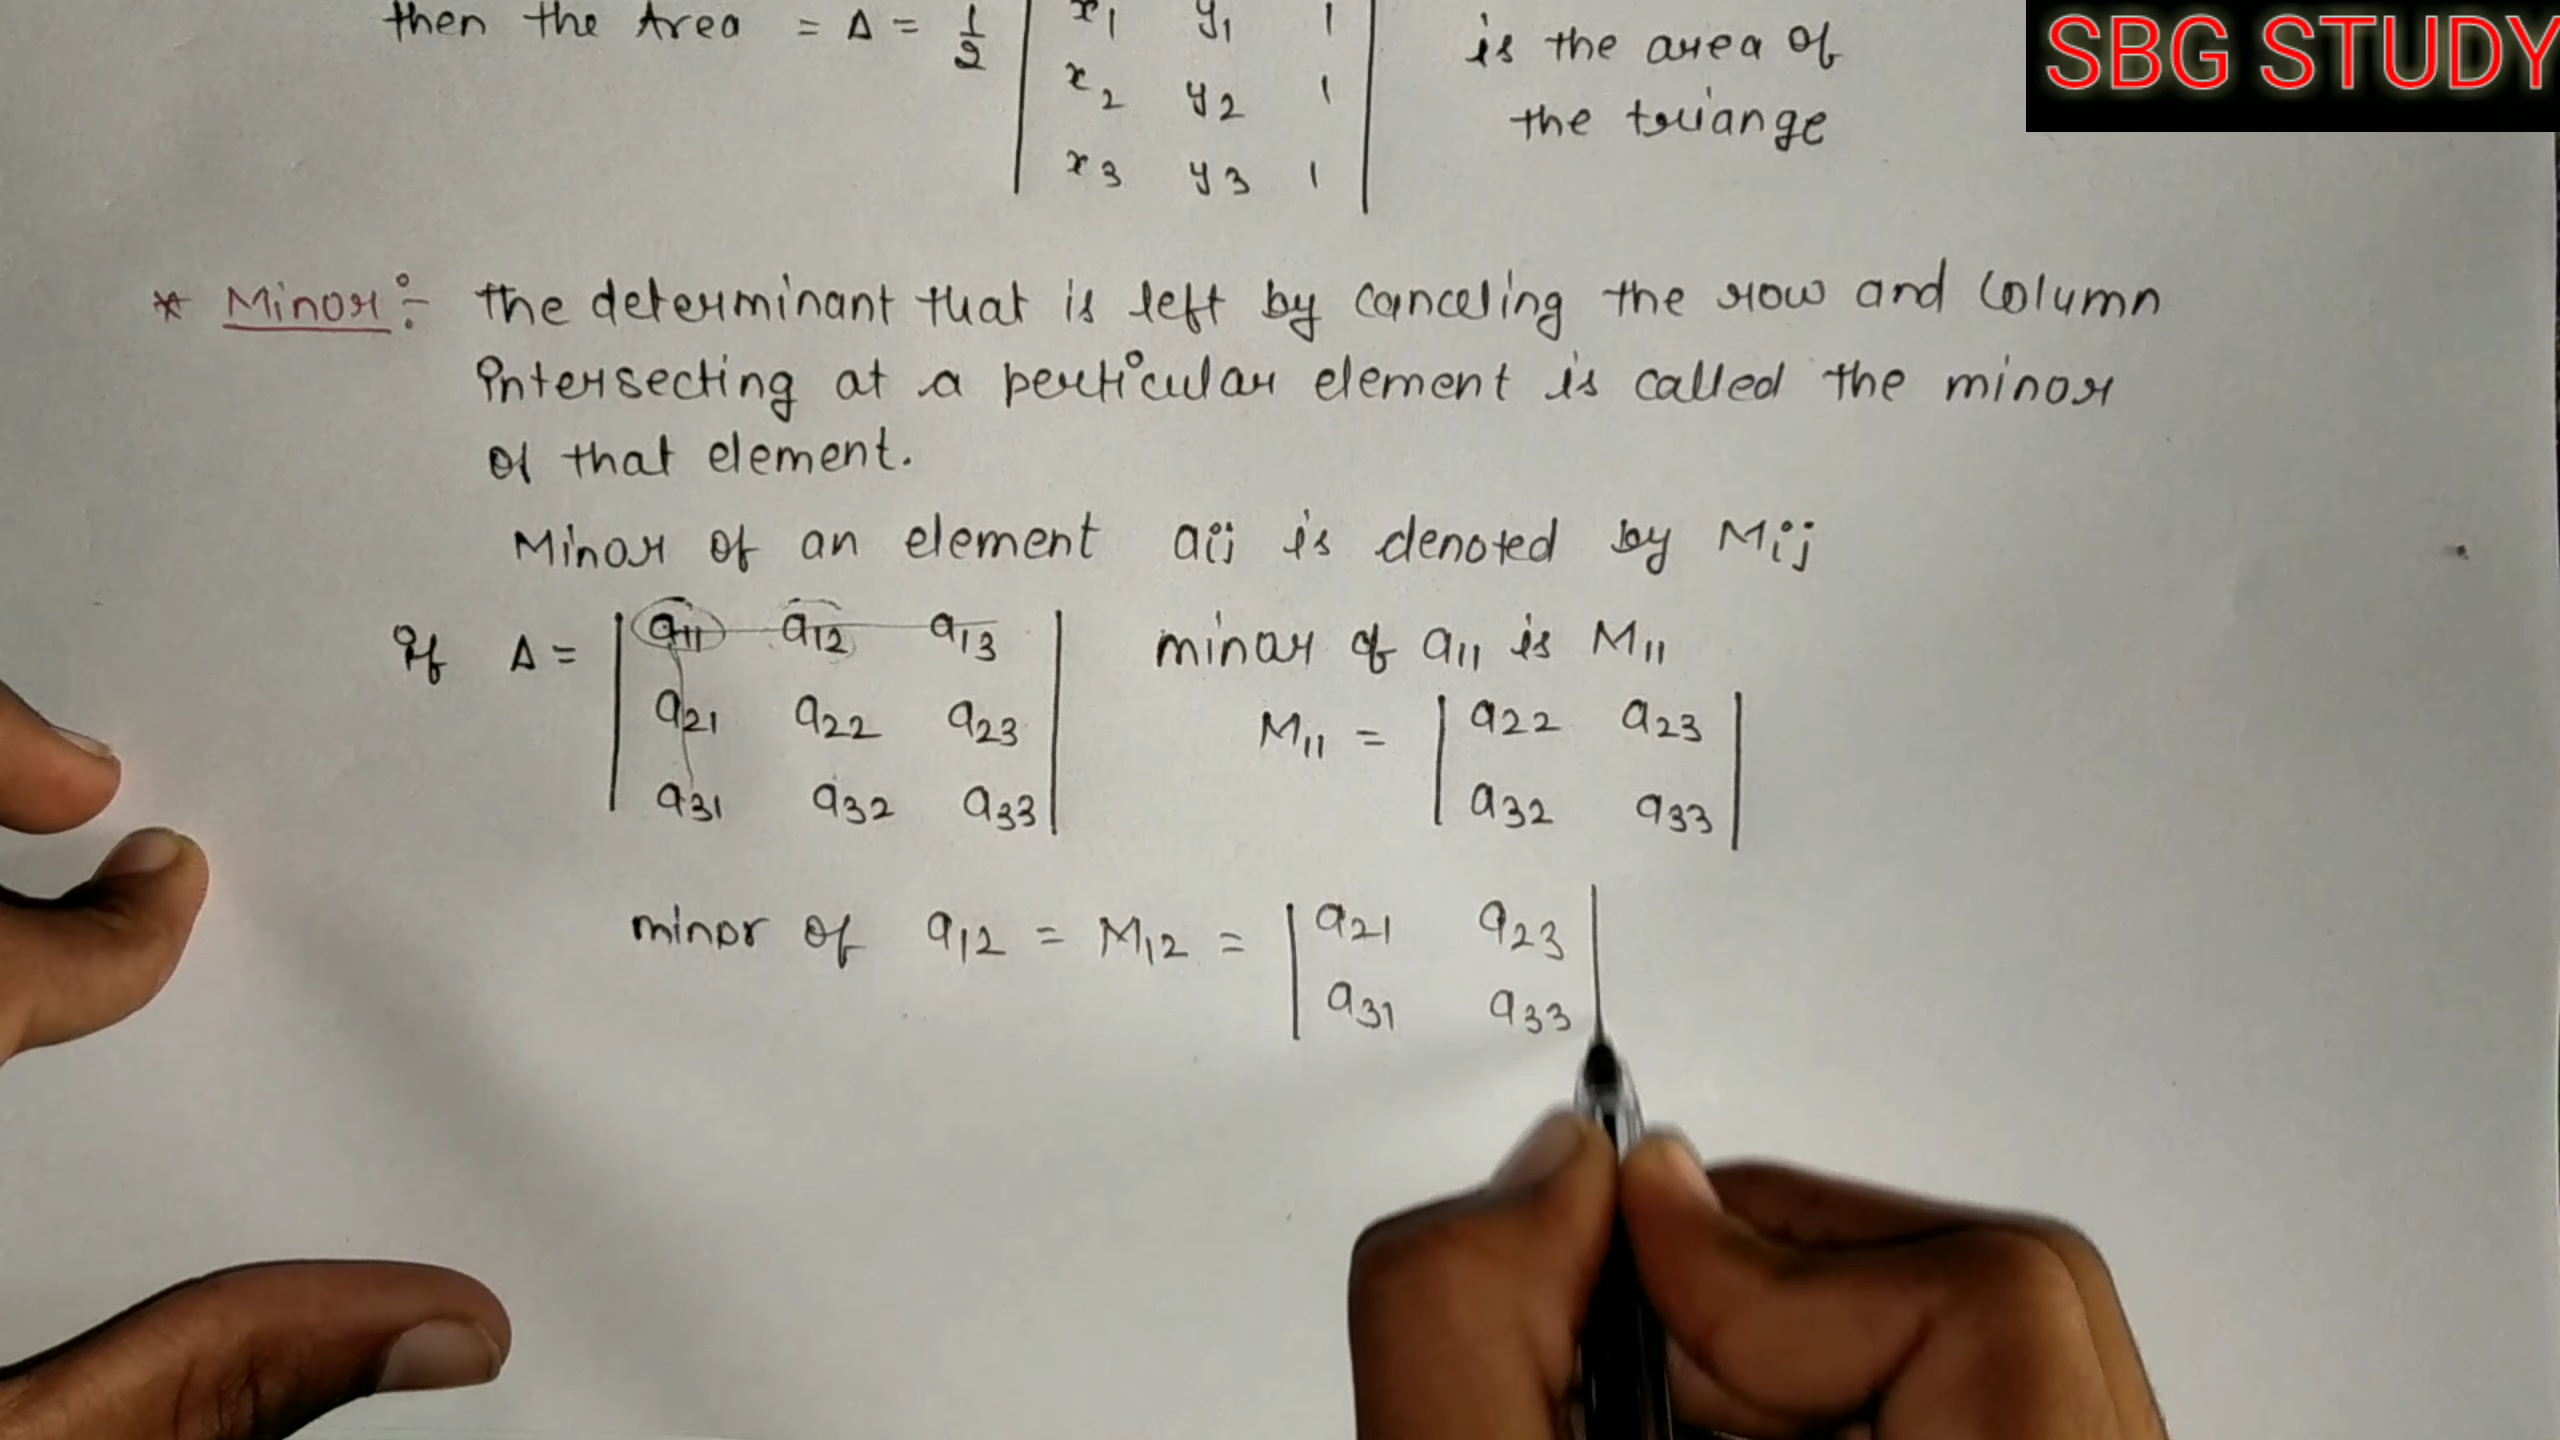 then the Area = Δ = 1/2 | x1 y1 1 | is the area of
SBG STUDY
| x2 y2 1 | the triange
| x3 y3 1 |
* Minor :- the determinant that is left by canceling the row and column
intersecting at a perticular element is called the minor
of that element.
Minor of an element aij is denoted by Mij
If Δ = | a11 a12 a13 | minar of a11 is M11
| a21 a22 a23 | M11 = | a22 a23 |
| a31 a32 a33 | | a32 a33 |
minor of a12 = M12 = | a21 a23 |
| a31 a33 |